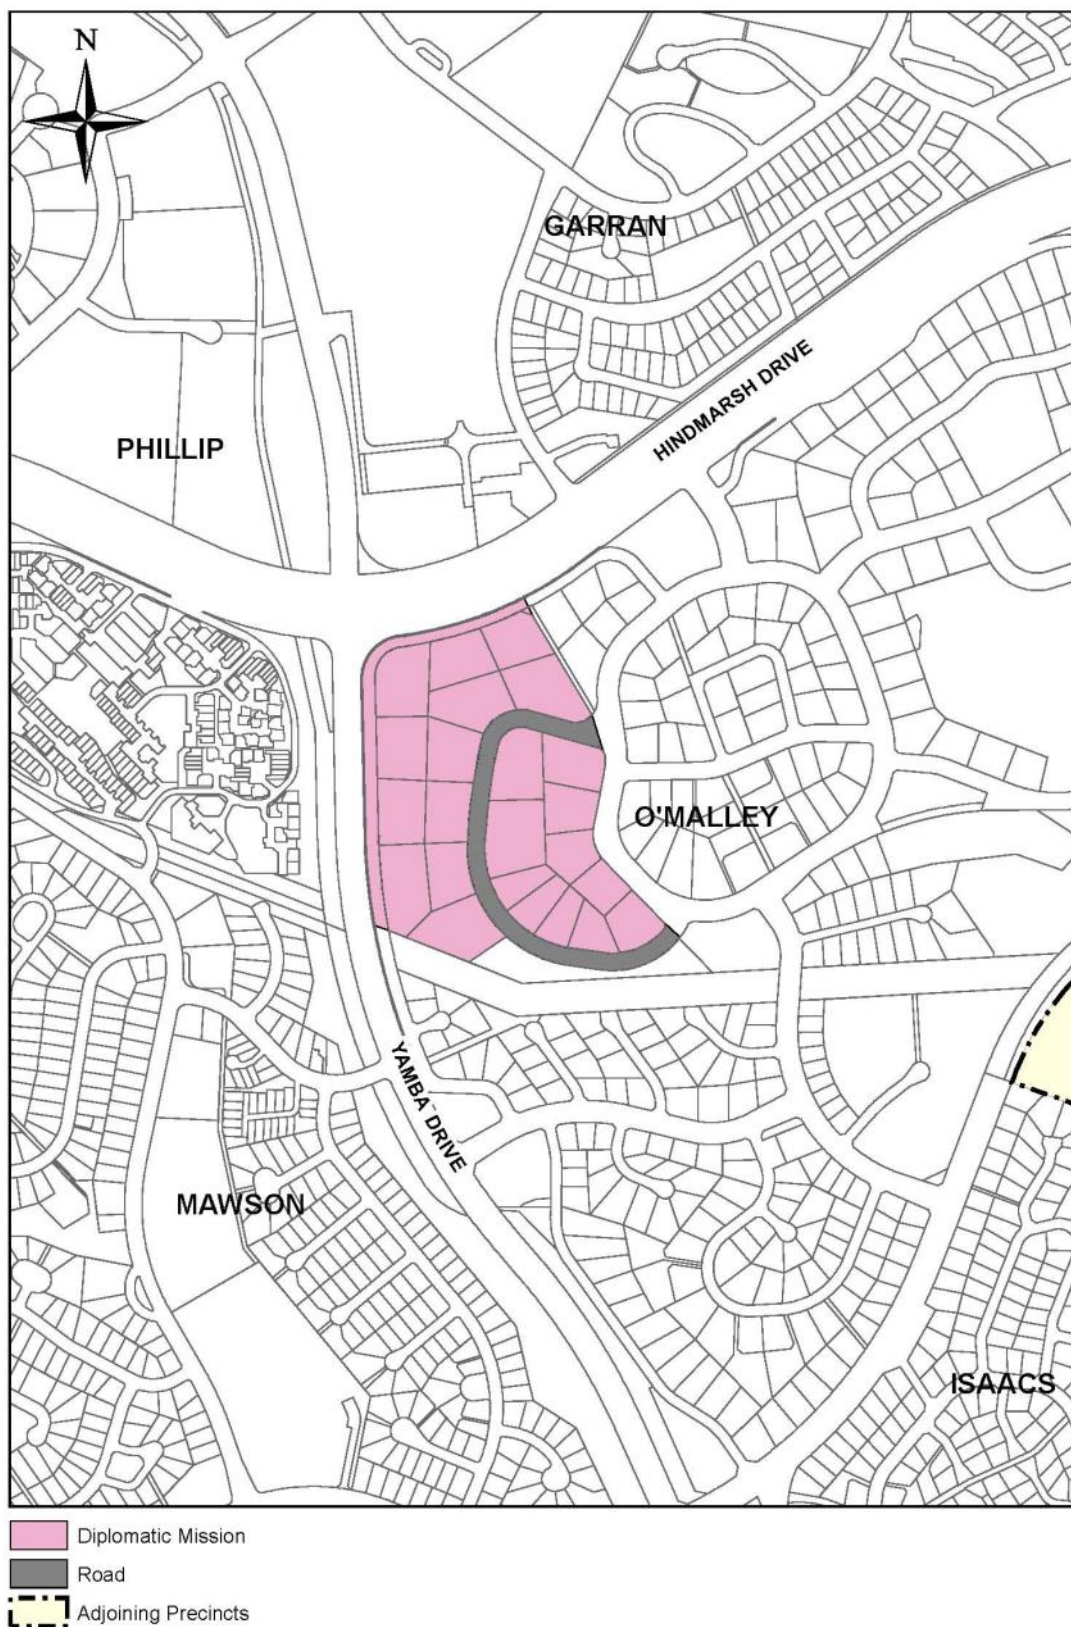 N
GARRAN
HINDMARSH DRIVE
PHILLIP
O'MALLEY
YAMBA DRIVE
MAWSON
ISAACS
Diplomatic Mission
Road
Adjoining Precincts